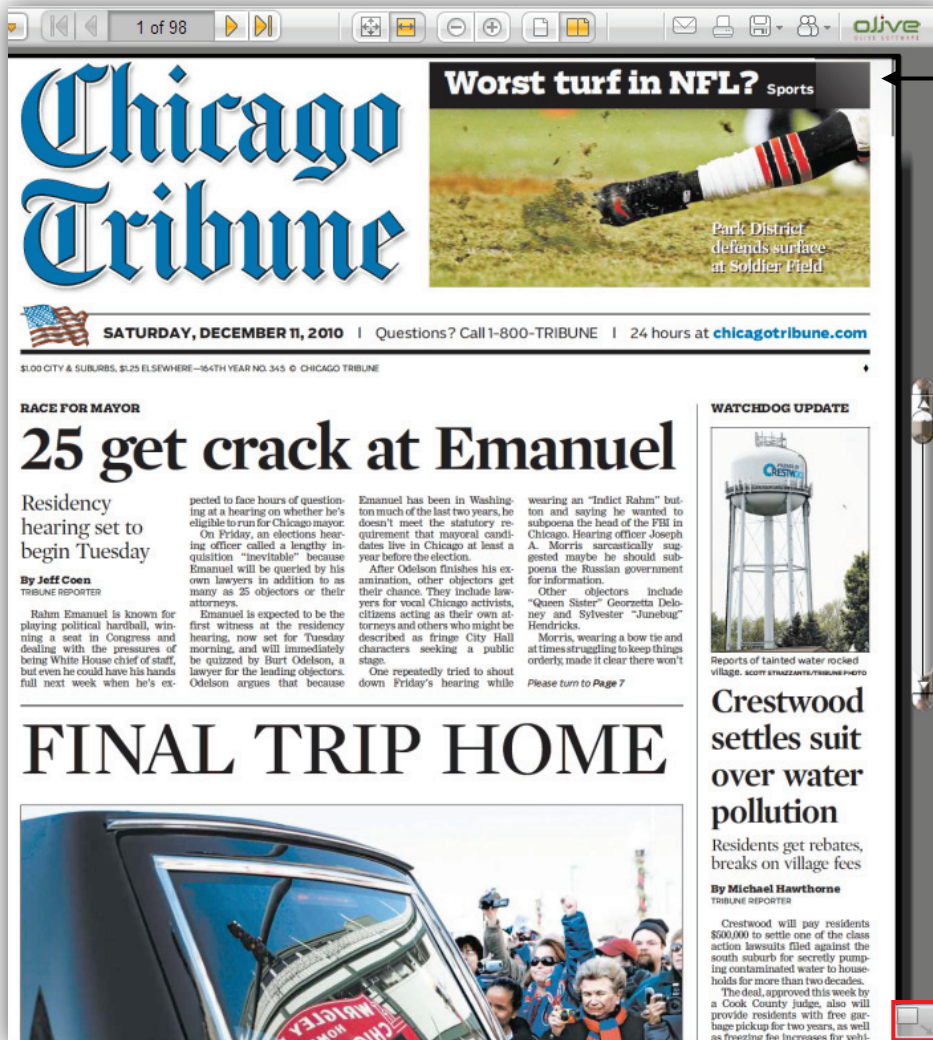 1 of 98
olive
OLIVE SOFTWARE
Chicago
Tribune
Worst turf in NFL? Sports
Park District
defends surface
at Soldier Field
SATURDAY, DECEMBER 11, 2010 | Questions? Call 1-800-TRIBUNE | 24 hours at chicagotribune.com
$1.00 CITY & SUBURBS, $1.25 ELSEWHERE—164TH YEAR NO. 345 © CHICAGO TRIBUNE
RACE FOR MAYOR
25 get crack at Emanuel
Residency
hearing set to
begin Tuesday
By Jeff Coen
TRIBUNE REPORTER
Rahm Emanuel is known for
playing political hardball, win-
ning a seat in Congress and
dealing with the pressures of
being White House chief of staff,
but even he could have his hands
full next week when he's ex-
pected to face hours of question-
ing at a hearing on whether he's
eligible to run for Chicago mayor.
On Friday, an elections hear-
ing officer called a lengthy in-
quisition "inevitable" because
Emanuel will be queried by his
own lawyers in addition to as
many as 25 objectors or their
attorneys.
Emanuel is expected to be the
first witness at the residency
hearing, now set for Tuesday
morning, and will immediately
be quizzed by Burt Odelson, a
lawyer for the leading objectors.
Odelson argues that because
Emanuel has been in Washing-
ton much of the last two years, he
doesn't meet the statutory re-
quirement that mayoral candi-
dates live in Chicago at least a
year before the election.
After Odelson finishes his ex-
amination, other objectors get
their chance. They include law-
yers for vocal Chicago activists,
citizens acting as their own at-
torneys and others who might be
described as fringe City Hall
characters seeking a public
stage.
One repeatedly tried to shout
down Friday's hearing while
wearing an "Indict Rahm" but-
ton and saying he wanted to
subpoena the head of the FBI in
Chicago. Hearing officer Joseph
A. Morris sarcastically sug-
gested maybe he should sub-
poena the Russian government
for information.
Other objectors include
"Queen Sister" Georzetta Delo-
ney and Sylvester "Junebug"
Hendricks.
Morris, wearing a bow tie and
at times struggling to keep things
orderly, made it clear there won't
Please turn to Page 7
WATCHDOG UPDATE
CRESTWOOD
Reports of tainted water rocked
village. SCOTT STRAZZANTE/TRIBUNE PHOTO
Crestwood
settles suit
over water
pollution
Residents get rebates,
breaks on village fees
By Michael Hawthorne
TRIBUNE REPORTER
Crestwood will pay residents
$500,000 to settle one of the class
action lawsuits filed against the
south suburb for secretly pump-
ing contaminated water to house-
holds for more than two decades.
The deal, approved this week by
a Cook County judge, also will
provide residents with free gar-
bage pickup for two years, as well
as freezing fee increases for vehi-
FINAL TRIP HOME
WRIGLEY